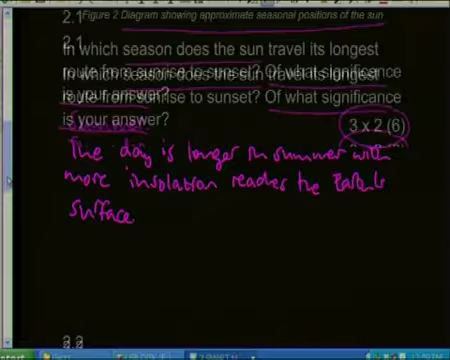 Figure 2 Diagram showing approximate seasonal positions of the sun
2.1
2.1
In which season does the sun travel its longest
In which season does the sun travel its longest
route from sunrise to sunset? Of what significance
route from sunrise to sunset? Of what significance
is your answer?
is your answer?
3 x 2 (6)
The day is longer in summer with
more insolation reaches the Earth's
surface
2.2